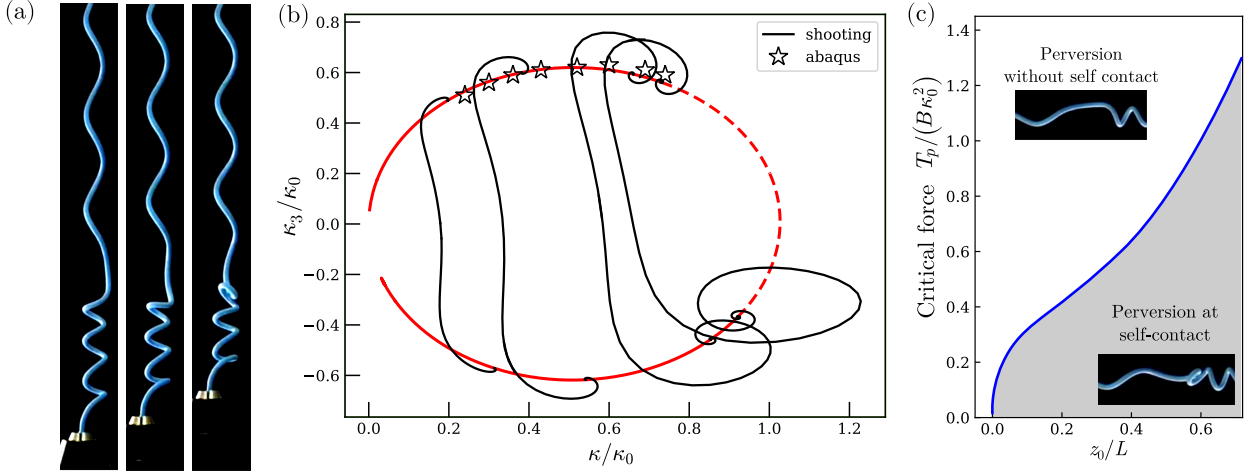 (a)
(b)
0.8
0.6
0.4
0.2
0.0
−0.2
−0.4
−0.6
κ₃/κ₀
0.0
0.2
0.4
0.6
0.8
1.0
1.2
κ/κ₀
shooting
abaqus
(c)
1.4
1.2
1.0
0.8
0.6
0.4
0.2
0.0
Critical force Tₚ/(Bκ₀²)
0.0
0.2
0.4
0.6
z₀/L
Perversion
without self contact
Perversion at
self-contact